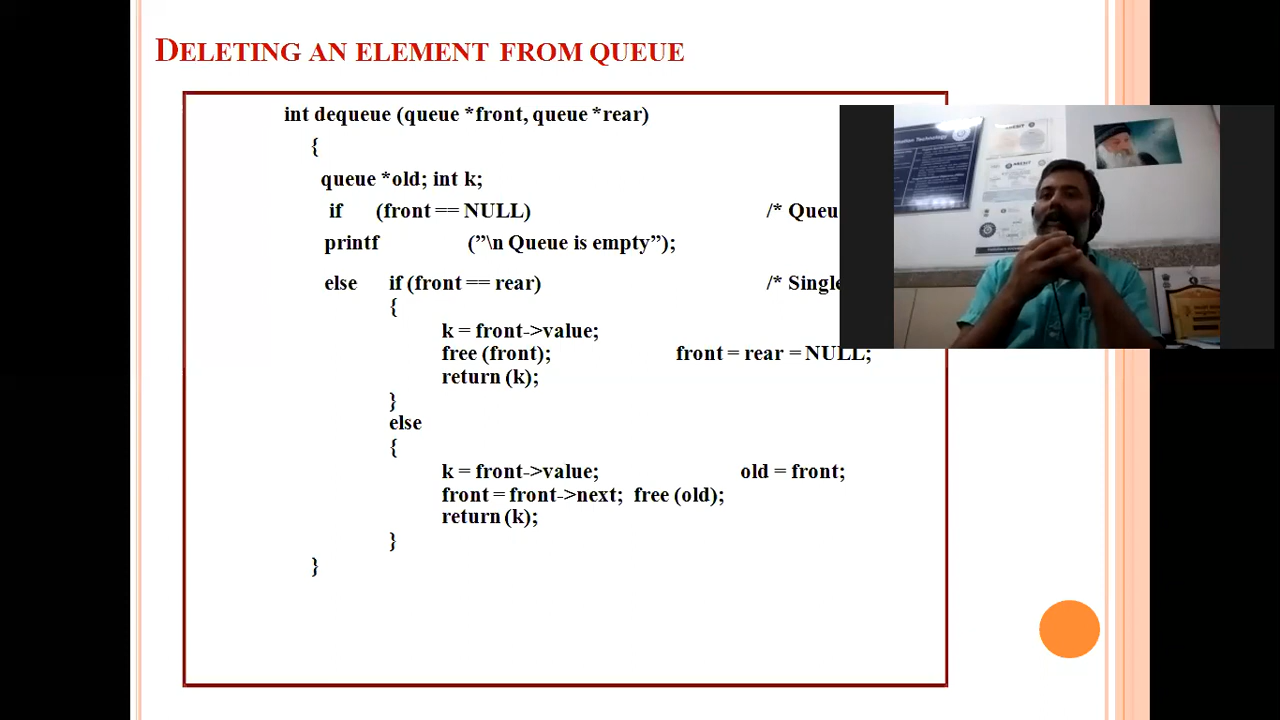 DELETING AN ELEMENT FROM QUEUE
int dequeue (queue *front, queue *rear)
{
queue *old; int k;
if (front == NULL) /* Queu
printf (”\n Queue is empty”);
else if (front == rear) /* Single
{
k = front->value;
free (front); front = rear = NULL;
return (k);
}
else
{
k = front->value; old = front;
front = front->next; free (old);
return (k);
}
}